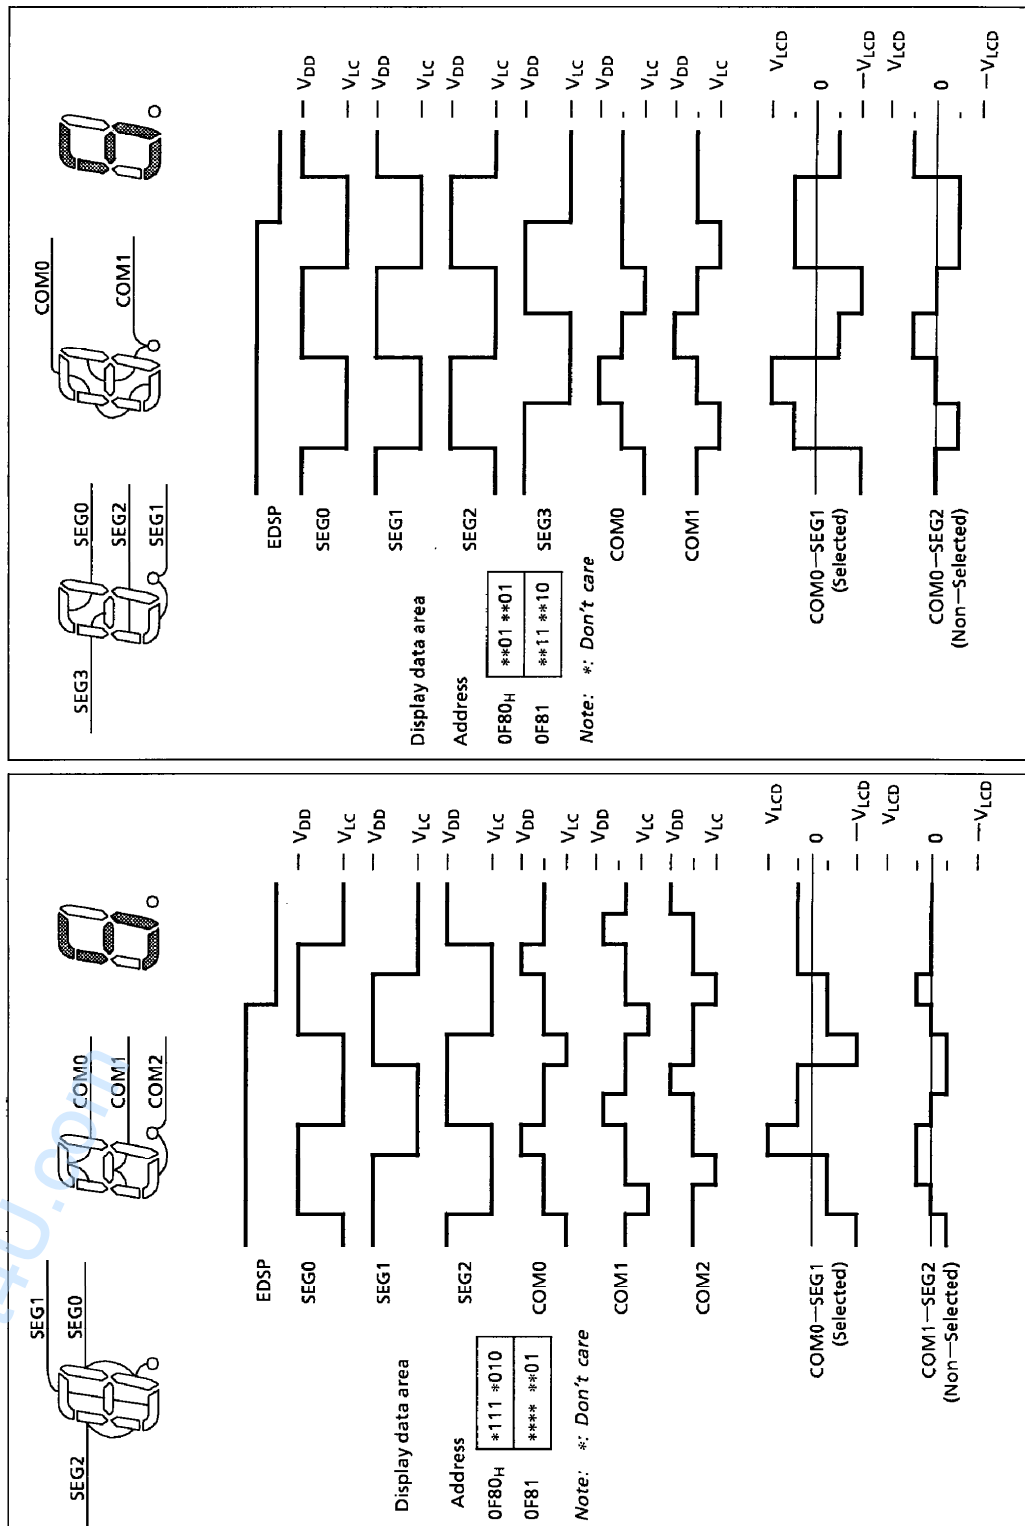 COM0
COM1
SEG3
SEG0
SEG2
SEG1
EDSP
SEG0
VDD
VLC
SEG1
VDD
VLC
SEG2
VDD
VLC
SEG3
VDD
VLC
COM0
VDD
VLC
COM1
VDD
VLC
COM0—SEG1
(Selected)
VLCD
0
—VLCD
COM0—SEG2
(Non—Selected)
VLCD
0
—VLCD
Display data area
Address
0F80H **01 **01
0F81 **11 **10
Note: *: Don't care
SEG1
SEG0
SEG2
COM0
COM1
COM2
EDSP
SEG0
VDD
VLC
SEG1
VDD
VLC
SEG2
VDD
VLC
COM0
VDD
VLC
COM1
VDD
VLC
COM2
VDD
VLC
COM0—SEG1
(Selected)
VLCD
0
—VLCD
COM1—SEG2
(Non—Selected)
VLCD
0
—VLCD
Display data area
Address
0F80H *111 *010
0F81 **** **01
Note: *: Don't care
4U.com